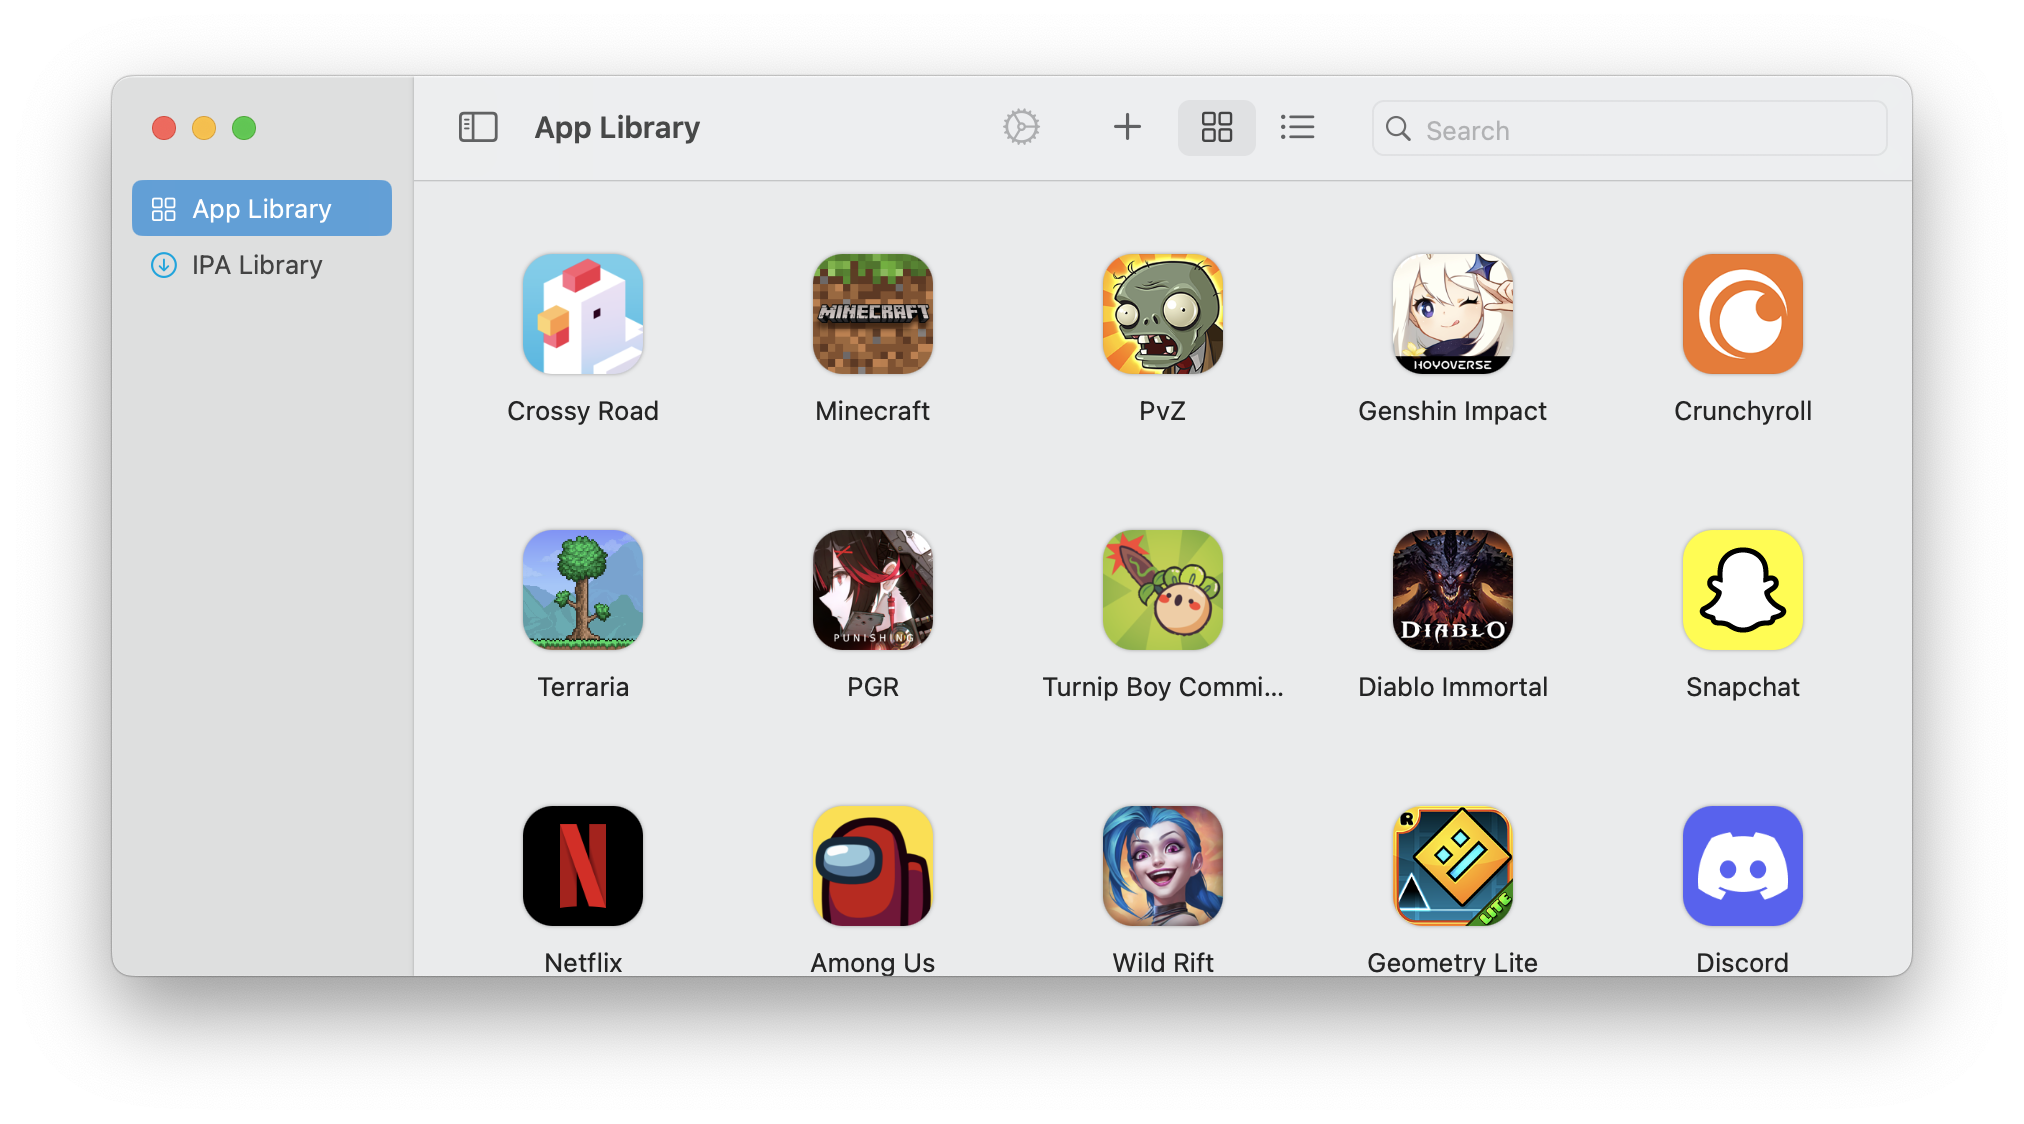 App Library
Search
App Library
IPA Library
MINECRAFT
HOYOVERSE
Crossy Road
Minecraft
PvZ
Genshin Impact
Crunchyroll
PUNISHING
DIABLO
Terraria
PGR
Turnip Boy Commi...
Diablo Immortal
Snapchat
N
R
LITE
Netflix
Among Us
Wild Rift
Geometry Lite
Discord